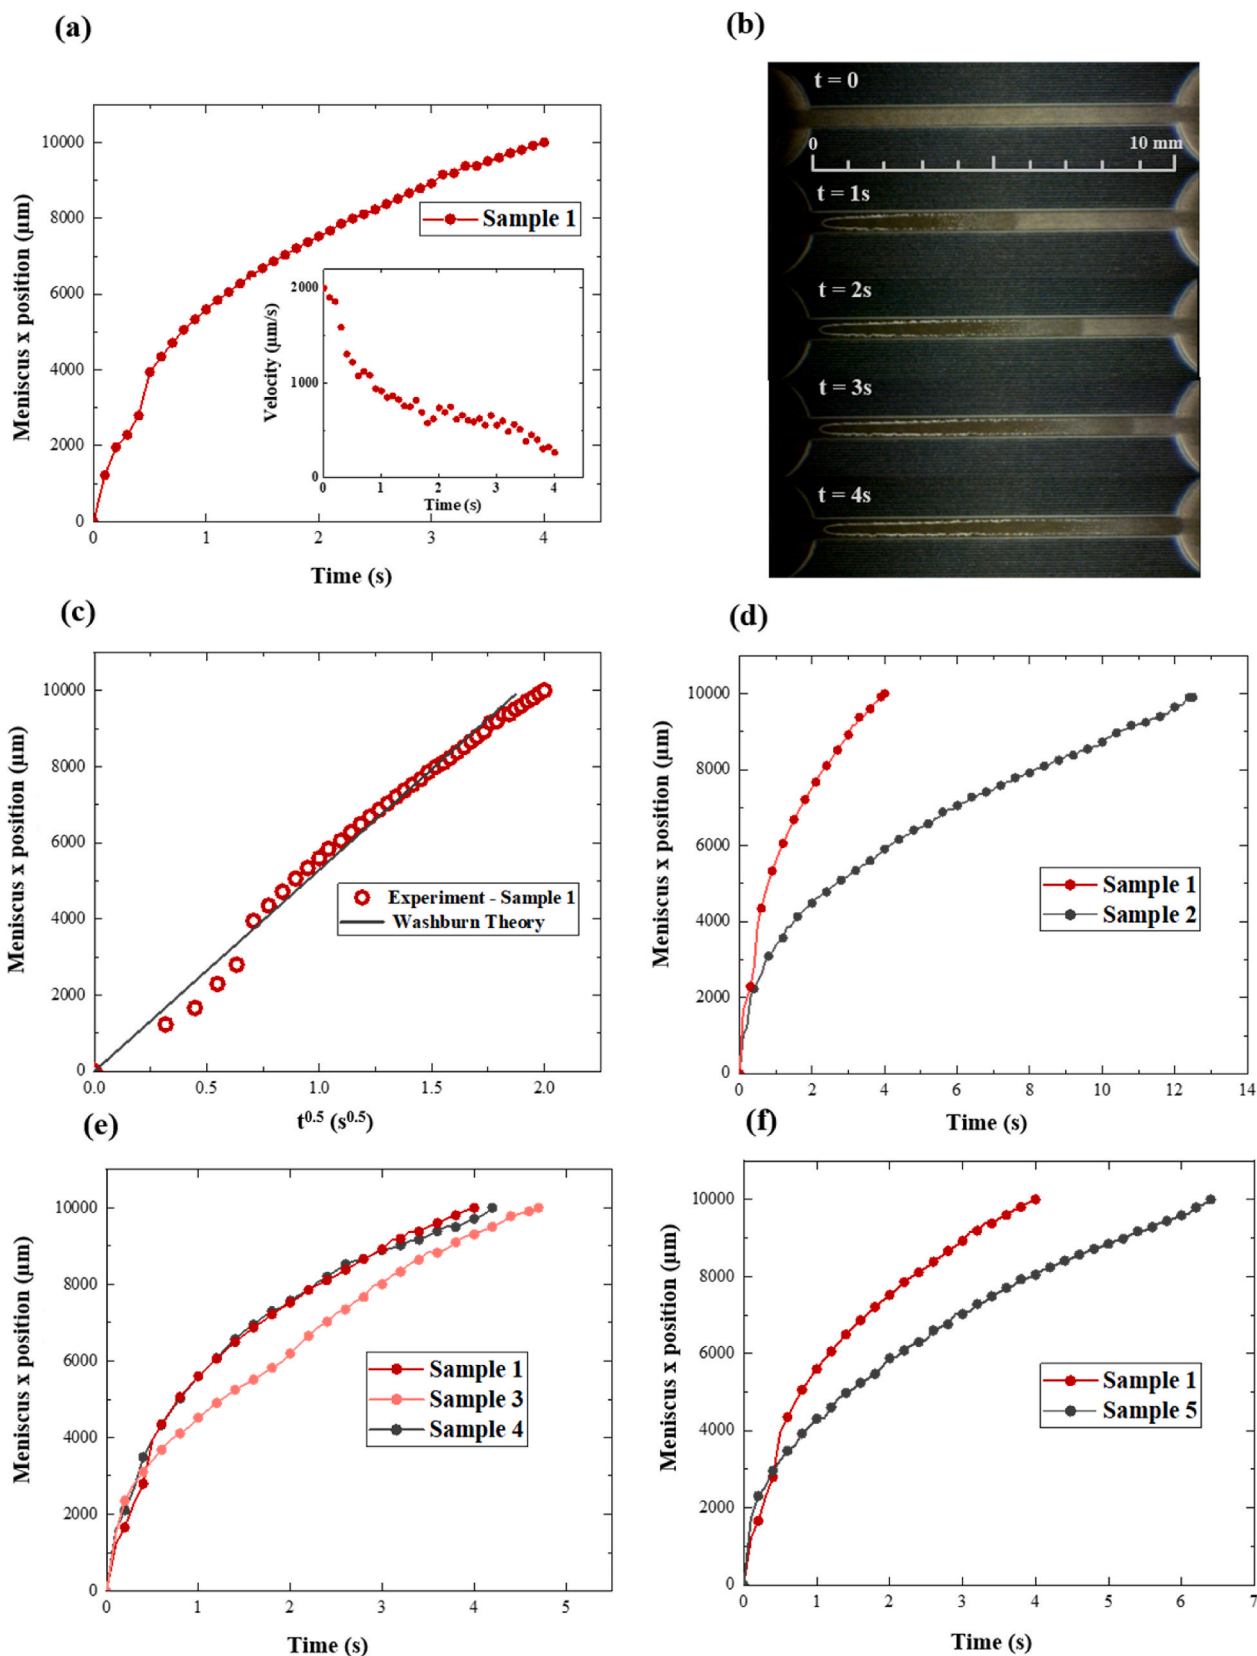 (a)
10000
8000
6000
4000
2000
0
Meniscus x position (µm)
Sample 1
2000
1000
0
Velocity (µm/s)
0 1 2 3 4
Time (s)
0 1 2 3 4
Time (s)
(b)
t = 0
0 10 mm
t = 1s
t = 2s
t = 3s
t = 4s
(c)
10000
8000
6000
4000
2000
0
Meniscus x position (µm)
Experiment - Sample 1
Washburn Theory
0.0 0.5 1.0 1.5 2.0
t^0.5 (s^0.5)
(d)
10000
8000
6000
4000
2000
0
Meniscus x position (µm)
Sample 1
Sample 2
0 2 4 6 8 10 12 14
Time (s)
(e)
10000
8000
6000
4000
2000
0
Meniscus x position (µm)
Sample 1
Sample 3
Sample 4
0 1 2 3 4 5
Time (s)
(f)
10000
8000
6000
4000
2000
0
Meniscus x position (µm)
Sample 1
Sample 5
0 1 2 3 4 5 6 7
Time (s)